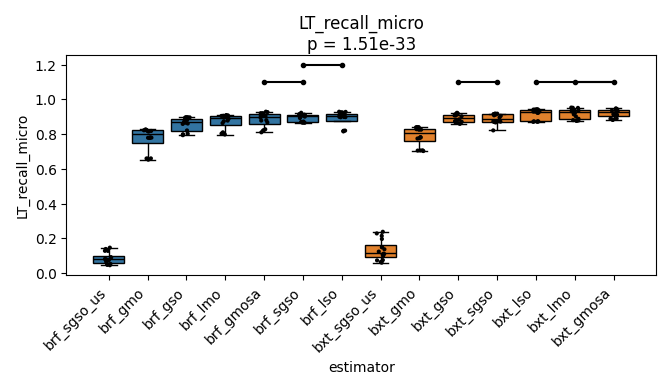 LT_recall_micro
p = 1.51e-33
LT_recall_micro
1.2
1.0
0.8
0.6
0.4
0.2
0.0
brf_sgso_us
brf_gmo
brf_gso
brf_lmo
brf_gmosa
brf_sgso
brf_lso
bxt_sgso_us
bxt_gmo
bxt_gso
bxt_sgso
bxt_lso
bxt_lmo
bxt_gmosa
estimator